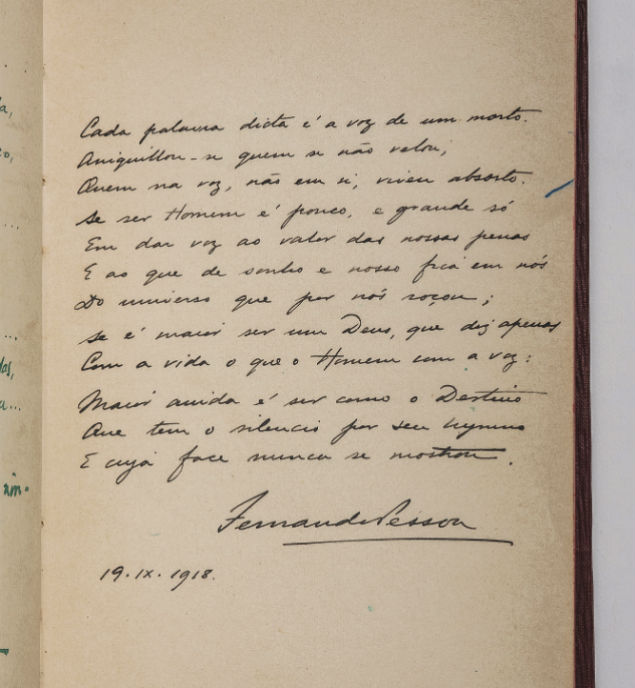 Cada palavra dicta é a voz de um morto.
Aniquillou-se quem se não velou;
Quem na voz, não em si, viveu absorto.
Se ser Homem é pouco, e grande só
Em dar voz ao valor das nossas penas
E ao que de sonho e nosso fica em nós
Do universo que por nós roçou;
Se é maior ser um Deus, que diz apenas
Com a vida o que o Homem com a voz:
Maior ainda é ser como o Destino
Que tem o silencio por seu hymno
E cuja face nunca se mostrou.
Fernando Pessoa
19.IX.1918.